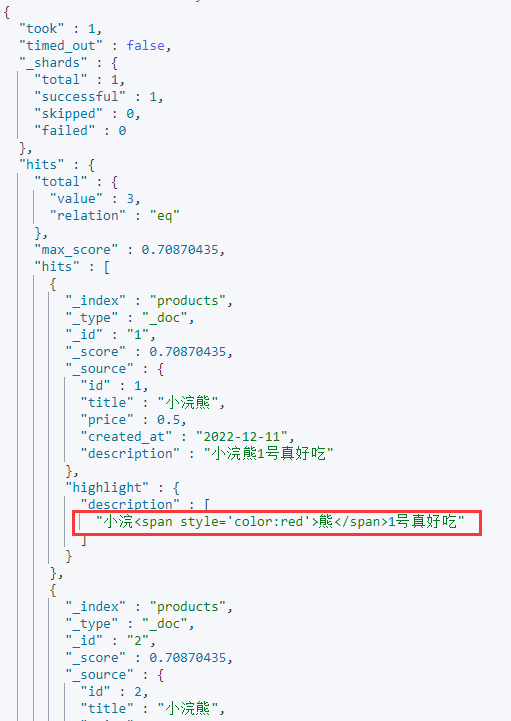 {
"took" : 1,
"timed_out" : false,
"_shards" : {
"total" : 1,
"successful" : 1,
"skipped" : 0,
"failed" : 0
},
"hits" : {
"total" : {
"value" : 3,
"relation" : "eq"
},
"max_score" : 0.70870435,
"hits" : [
{
"_index" : "products",
"_type" : "_doc",
"_id" : "1",
"_score" : 0.70870435,
"_source" : {
"id" : 1,
"title" : "小浣熊",
"price" : 0.5,
"created_at" : "2022-12-11",
"description" : "小浣熊1号真好吃"
},
"highlight" : {
"description" : [
"小浣<span style='color:red'>熊</span>1号真好吃"
]
}
},
{
"_index" : "products",
"_type" : "_doc",
"_id" : "2",
"_score" : 0.70870435,
"_source" : {
"id" : 2,
"title" : "小浣熊",